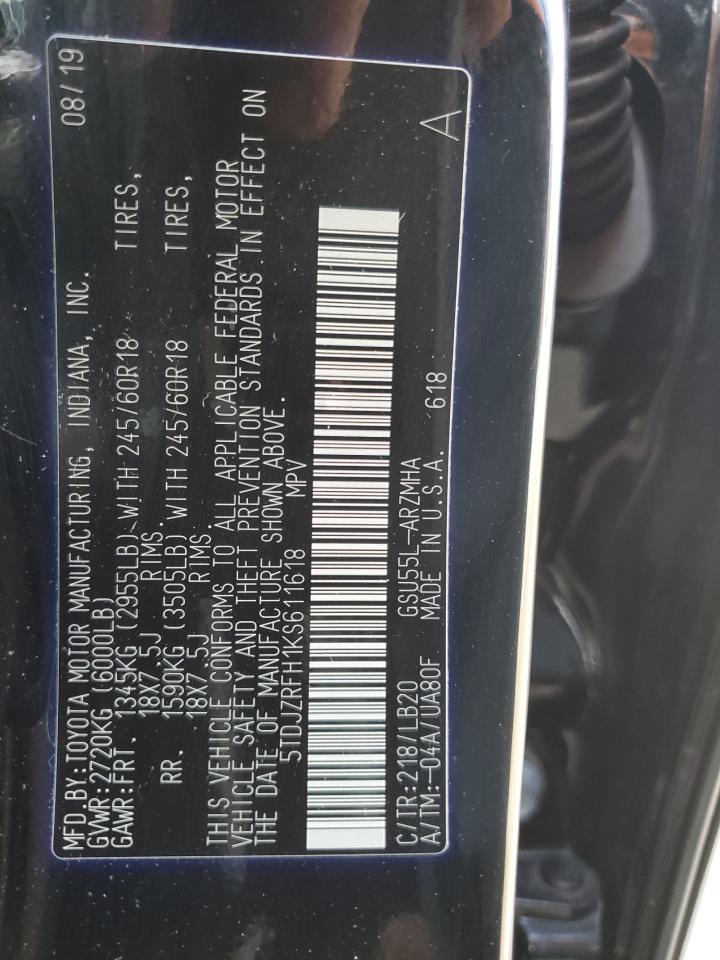 MFD.BY:TOYOTA MOTOR MANUFACTURING, INDIANA, INC. 08/19
GVWR:2720KG (6000LB)
GAWR:FRT. 1345KG (2955LB) WITH 245/60R18 TIRES,
18X7.5J RIMS.
RR. 1590KG (3505LB) WITH 245/60R18 TIRES,
18X7.5J RIMS.
THIS VEHICLE CONFORMS TO ALL APPLICABLE FEDERAL MOTOR
VEHICLE SAFETY AND THEFT PREVENTION STANDARDS IN EFFECT ON
THE DATE OF MANUFACTURE SHOWN ABOVE.
5TDJZRFH1KS611618 MPV
C/TR:218/LB20 GSU55L-ARZMHA A
A/TM:-04A/UA80F MADE IN U.S.A. 618